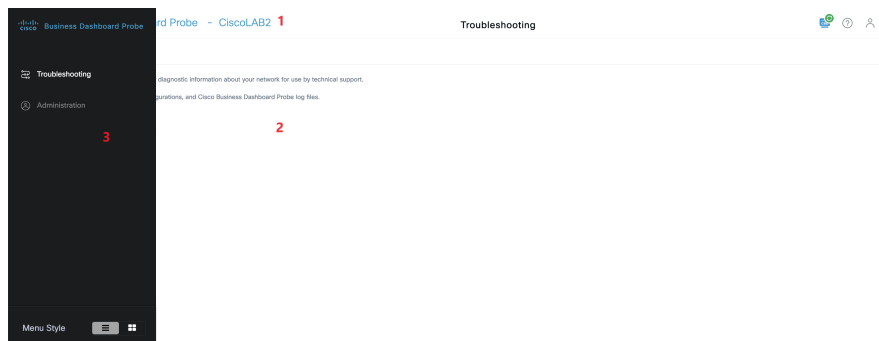 cisco Business Dashboard Probe
rd Probe - CiscoLAB2 1
Troubleshooting
Troubleshooting
Administration
3
diagnostic information about your network for use by technical support.
gurations, and Cisco Business Dashboard Probe log files.
2
Menu Style